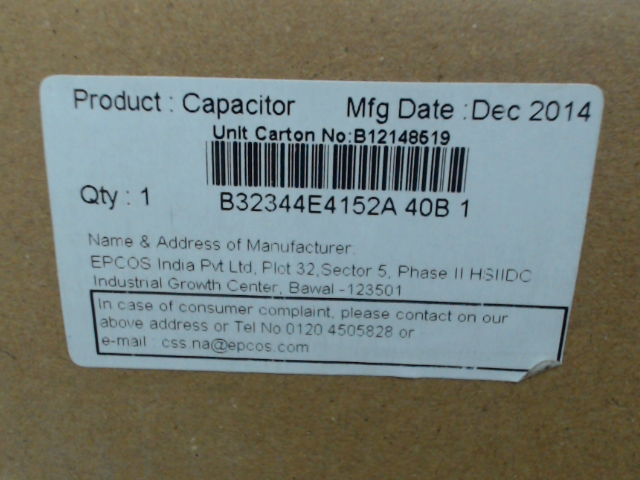 Product : Capacitor Mfg Date : Dec 2014
Unit Carton No:B12148519
Qty : 1 B32344E4152A 40B 1
Name & Address of Manufacturer:
EPCOS India Pvt Ltd, Plot 32,Sector 5, Phase II HSIIDC
Industrial Growth Center, Bawal -123501
In case of consumer complaint, please contact on our
above address or Tel No 0120 4505828 or
e-mail : css.na@epcos.com